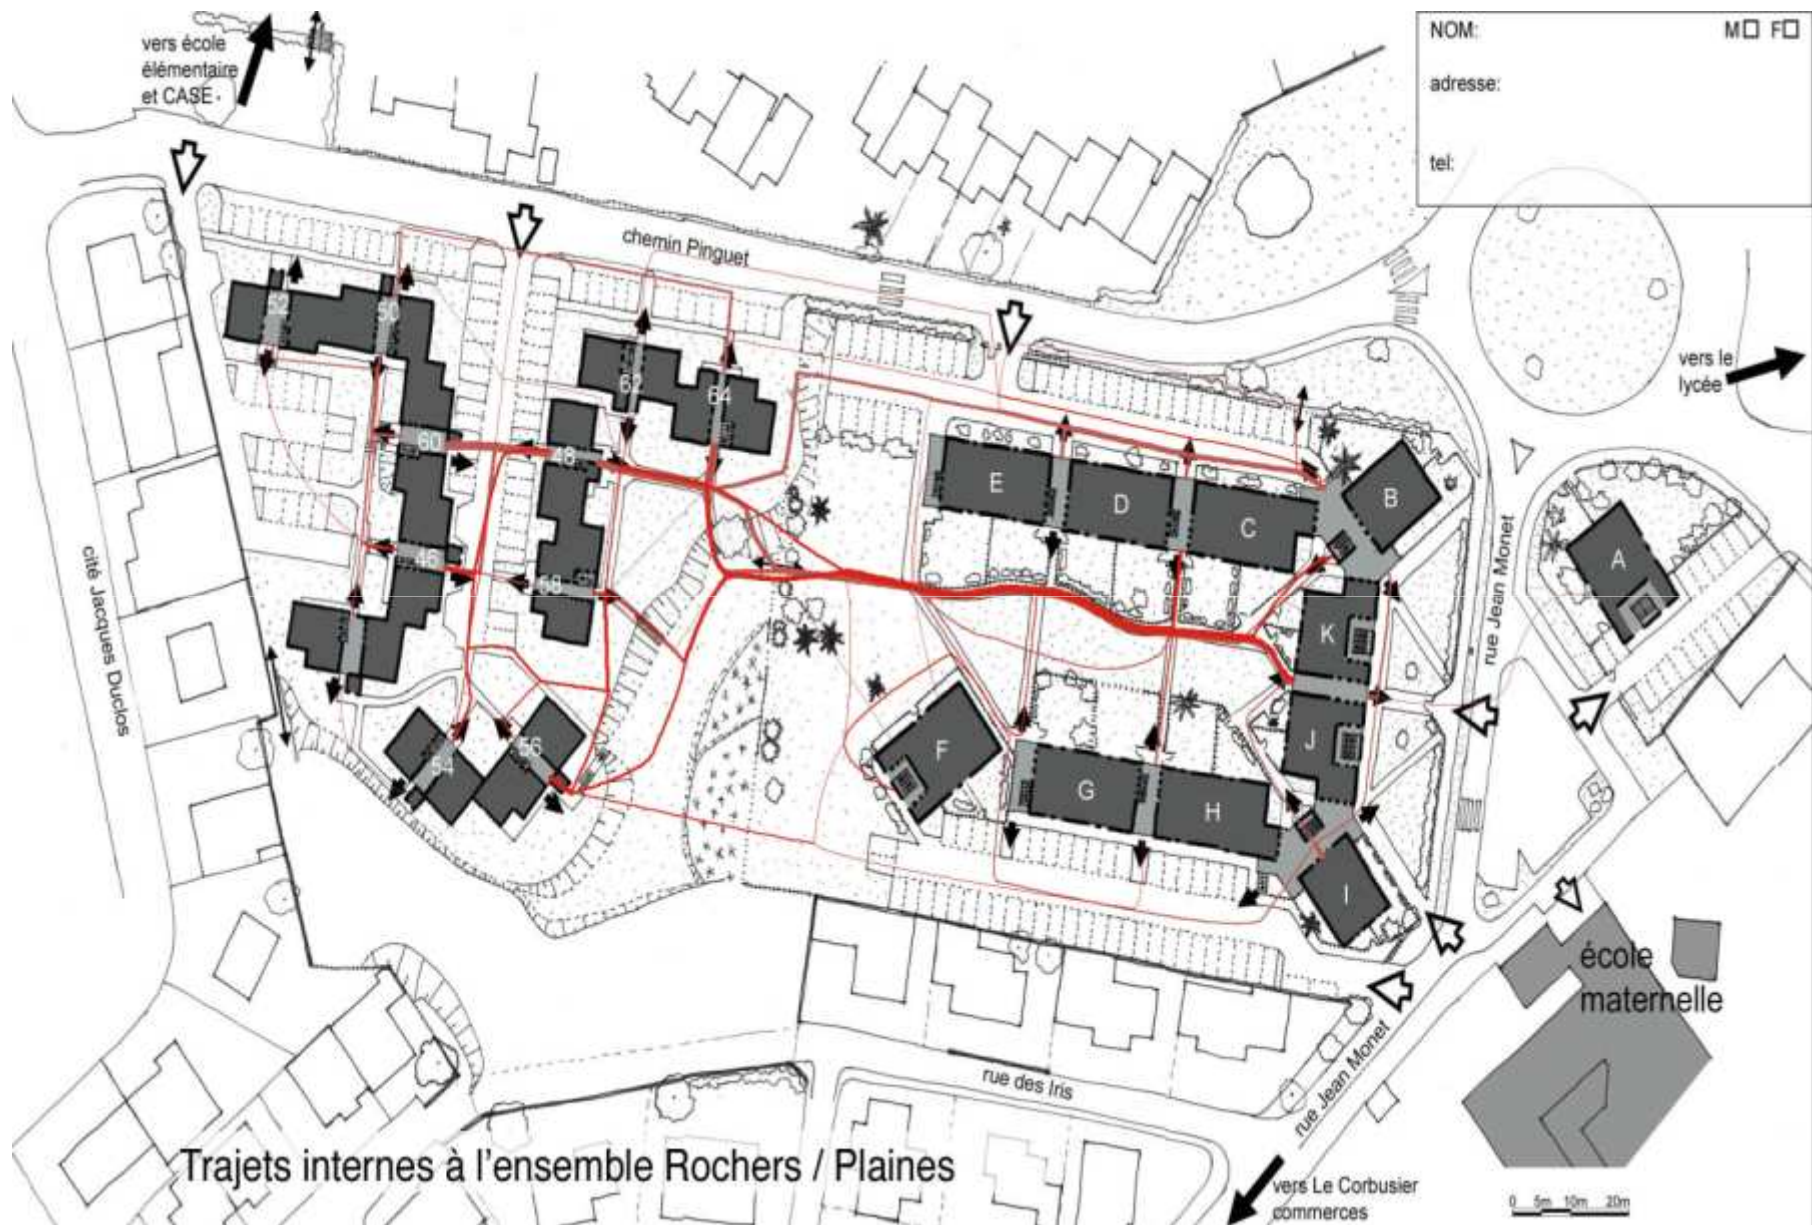 vers école
élémentaire
et CASE
NOM:
M F
adresse:
tel:
chemin Pinguet
vers le
lycée
50
62
64
60
48
46
58
54
56
E
D
C
B
A
K
J
F
G
H
I
cité Jacques Duclos
rue Jean Monet
école
maternelle
rue des Iris
rue Jean Monet
Trajets internes à l'ensemble Rochers / Plaines
vers Le Corbusier
commerces
0 5m 10m 20m